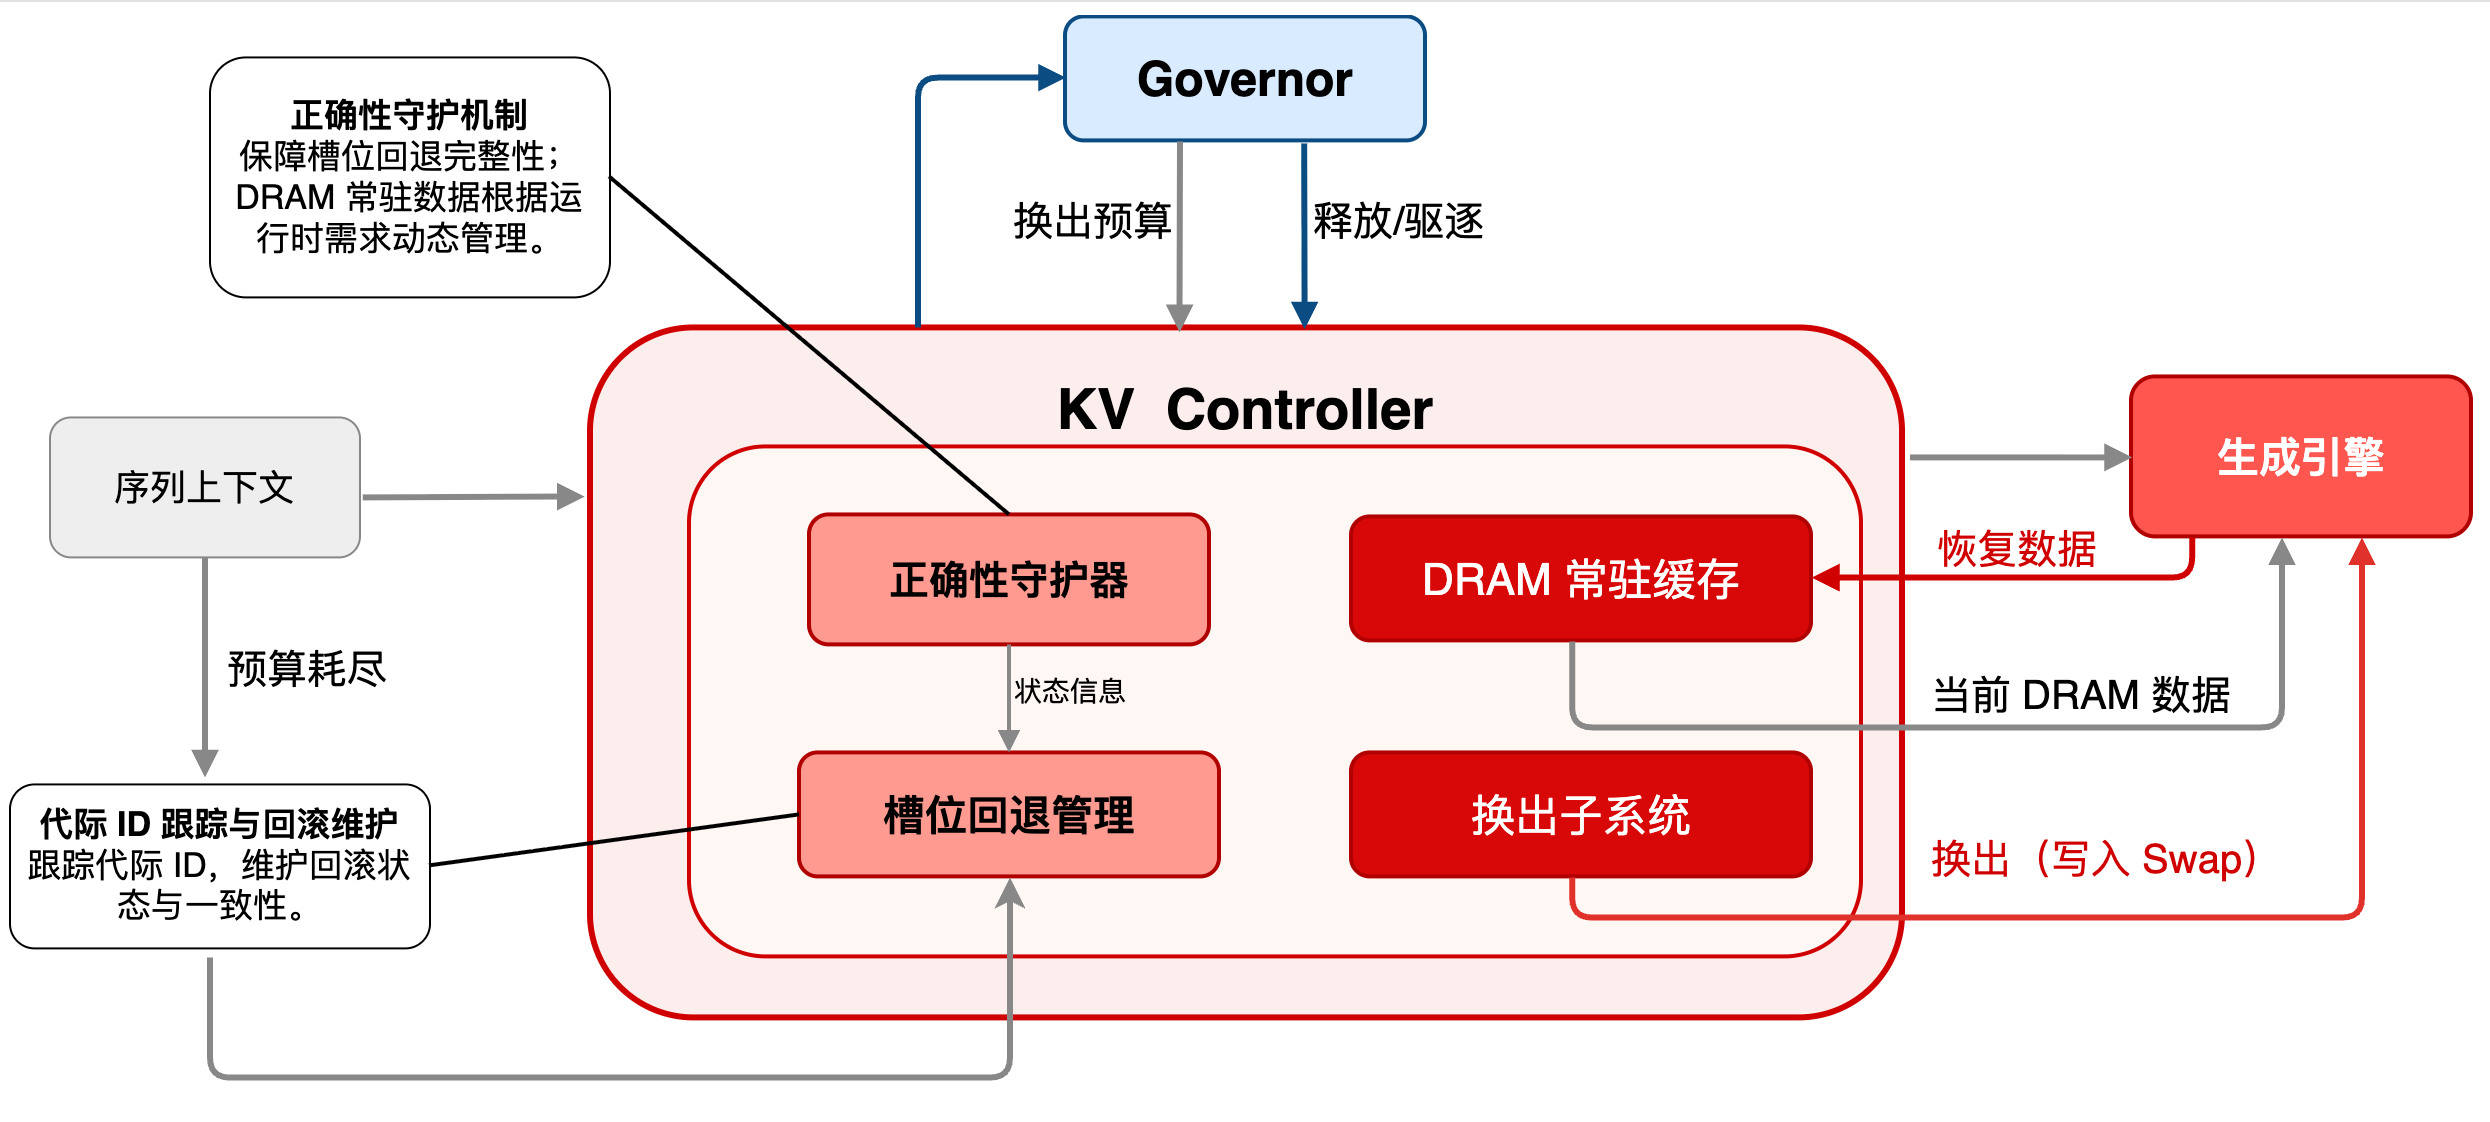 Governor
正确性守护机制
保障槽位回退完整性；
DRAM 常驻数据根据运
行时需求动态管理。
换出预算
释放/驱逐
KV Controller
序列上下文
生成引擎
正确性守护器
DRAM 常驻缓存
恢复数据
预算耗尽
状态信息
当前 DRAM 数据
代际 ID 跟踪与回滚维护
跟踪代际 ID，维护回滚状
态与一致性。
槽位回退管理
换出子系统
换出（写入 Swap）